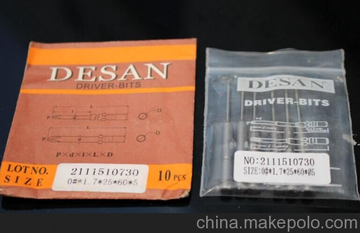 DESAN
DRIVER-BITS
P×d×l×L×D
LOT NO.
2111510730
10 PCS
SIZE
0#*1.7*25*60*5
DESAN
DRIVER-BITS
NO:2111510730
SIZE:0#*1.7*25*60*Ø5
china.makepolo.com